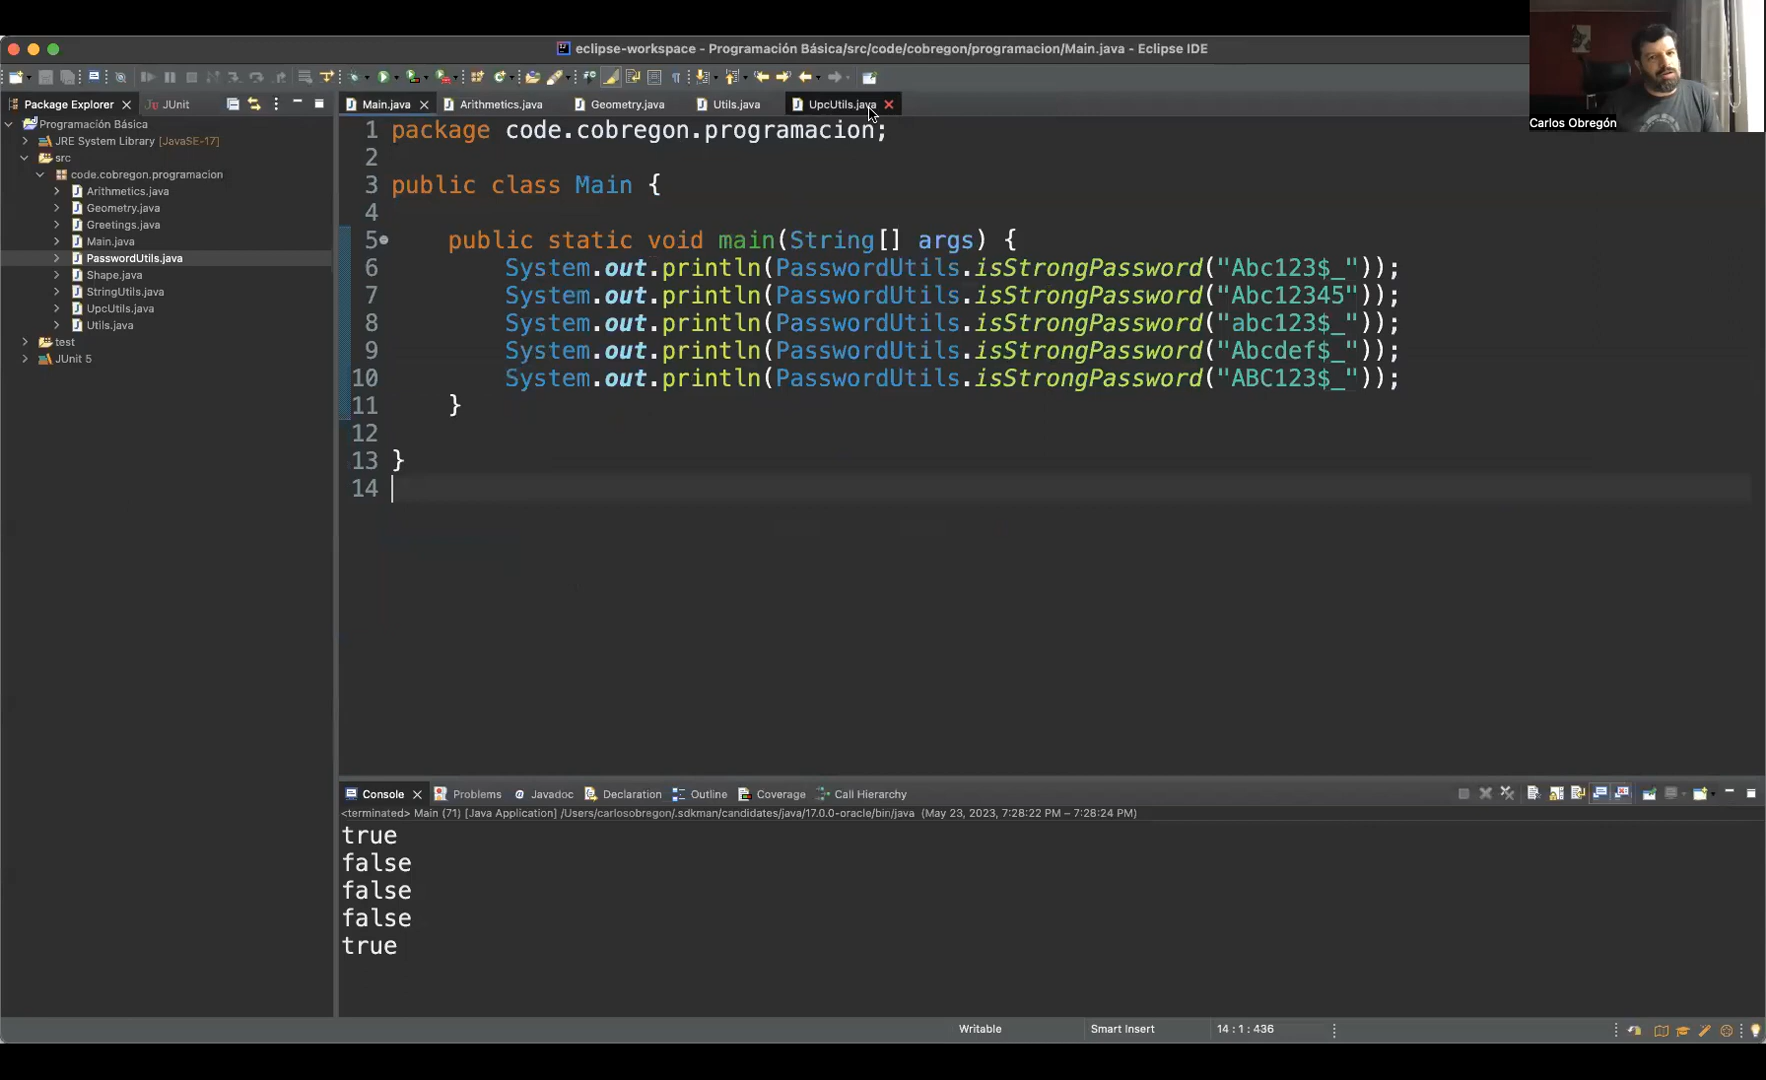 eclipse-workspace - Programación Básica/src/code/cobregon/programacion/Main.java - Eclipse IDE
Carlos Obregón
Package Explorer
JUnit
Main.java
Arithmetics.java
Geometry.java
Utils.java
UpcUtils.java
Programación Básica
JRE System Library [JavaSE-17]
src
code.cobregon.programacion
Arithmetics.java
Geometry.java
Greetings.java
Main.java
PasswordUtils.java
Shape.java
StringUtils.java
UpcUtils.java
Utils.java
test
JUnit 5
1 package code.cobregon.programacion;
2
3 public class Main {
4
5 public static void main(String[] args) {
6 System.out.println(PasswordUtils.isStrongPassword("Abc123$_"));
7 System.out.println(PasswordUtils.isStrongPassword("Abc12345"));
8 System.out.println(PasswordUtils.isStrongPassword("abc123$_"));
9 System.out.println(PasswordUtils.isStrongPassword("Abcdef$_"));
10 System.out.println(PasswordUtils.isStrongPassword("ABC123$_"));
11 }
12
13 }
14
Console
Problems
Javadoc
Declaration
Outline
Coverage
Call Hierarchy
<terminated> Main (71) [Java Application] /Users/carlosobregon/.sdkman/candidates/java/17.0.0-oracle/bin/java (May 23, 2023, 7:28:22 PM – 7:28:24 PM)
true
false
false
false
true
Writable
Smart Insert
14 : 1 : 436